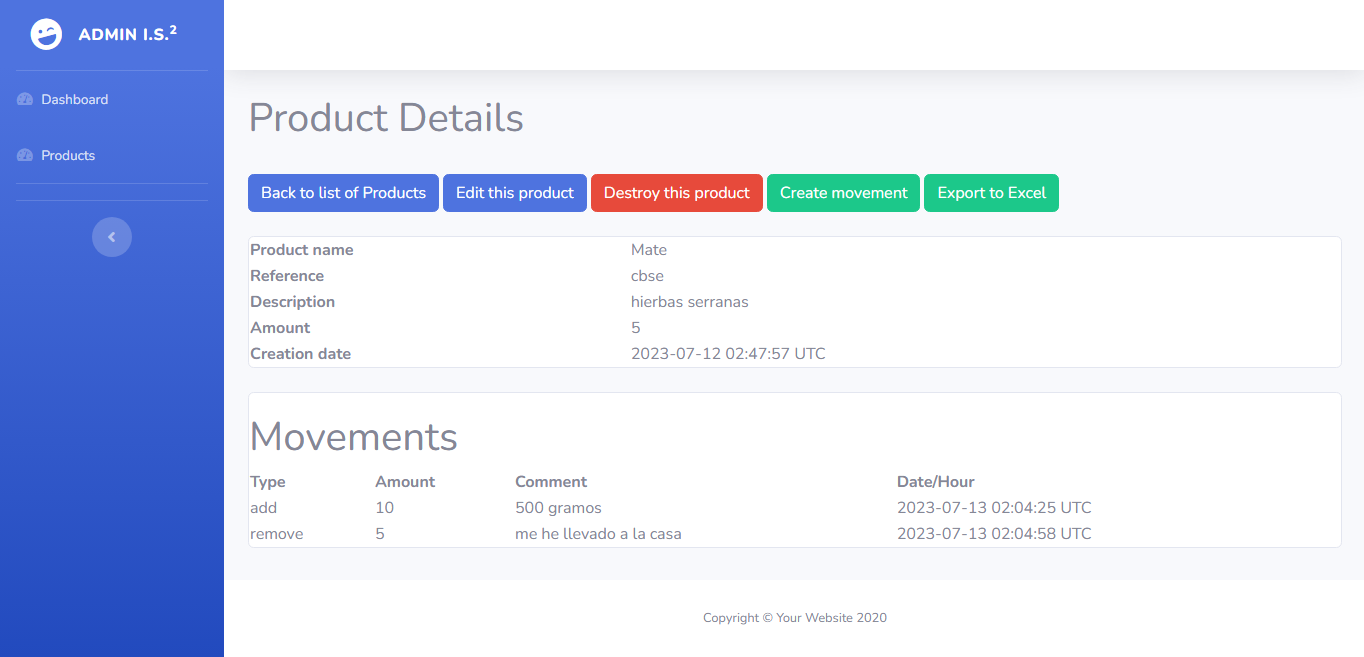 ADMIN I.S.²
Dashboard
Products
Product Details
Back to list of Products Edit this product Destroy this product Create movement Export to Excel
Product name Mate
Reference cbse
Description hierbas serranas
Amount 5
Creation date 2023-07-12 02:47:57 UTC
Movements
Type Amount Comment Date/Hour
add 10 500 gramos 2023-07-13 02:04:25 UTC
remove 5 me he llevado a la casa 2023-07-13 02:04:58 UTC
Copyright © Your Website 2020